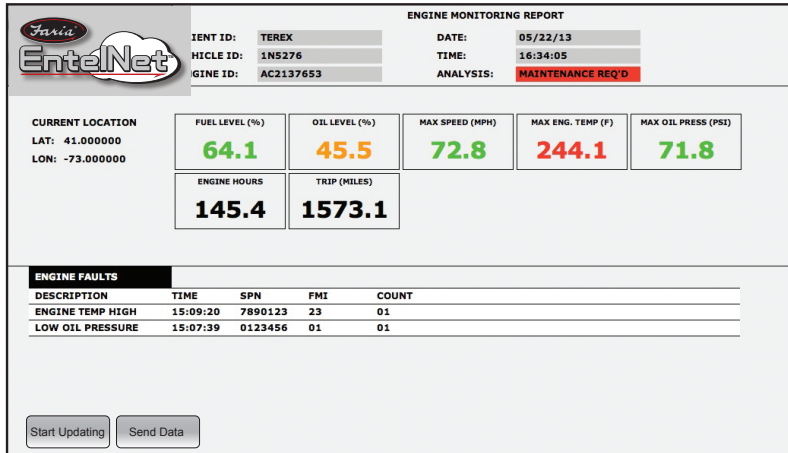 Faria
EntelNet
ENGINE MONITORING REPORT
IENT ID: TEREX DATE: 05/22/13
HICLE ID: 1N5276 TIME: 16:34:05
GINE ID: AC2137653 ANALYSIS: MAINTENANCE REQ'D
CURRENT LOCATION
LAT: 41.000000
LON: -73.000000
FUEL LEVEL (%) OIL LEVEL (%) MAX SPEED (MPH) MAX ENG. TEMP (F) MAX OIL PRESS (PSI)
64.1 45.5 72.8 244.1 71.8
ENGINE HOURS TRIP (MILES)
145.4 1573.1
ENGINE FAULTS
DESCRIPTION TIME SPN FMI COUNT
ENGINE TEMP HIGH 15:09:20 7890123 23 01
LOW OIL PRESSURE 15:07:39 0123456 01 01
Start Updating Send Data